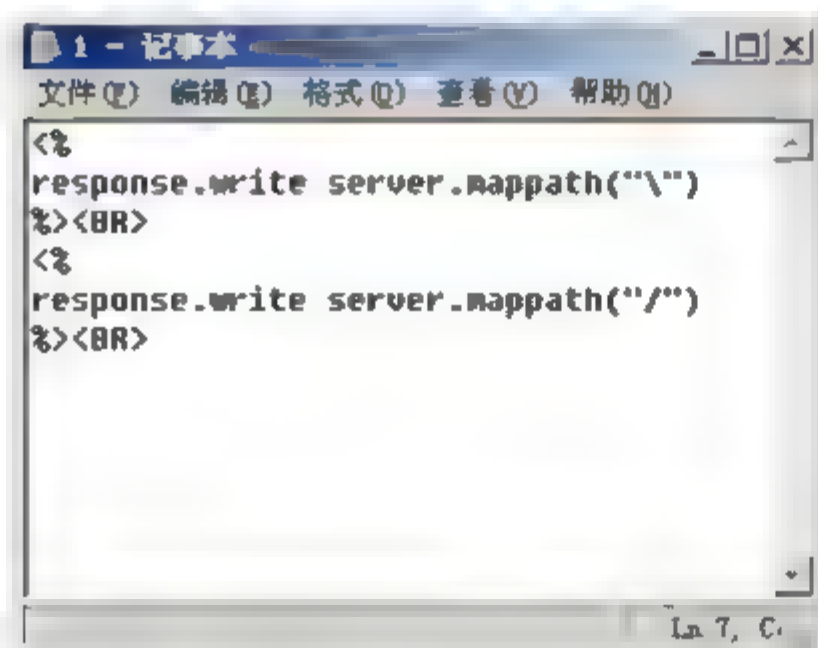 1 - 记事本
文件(F) 编辑(E) 格式(O) 查看(V) 帮助(H)
<%
response.write server.mappath("\")
%><BR>
<%
response.write server.mappath("/")
%><BR>
Ln 7, C